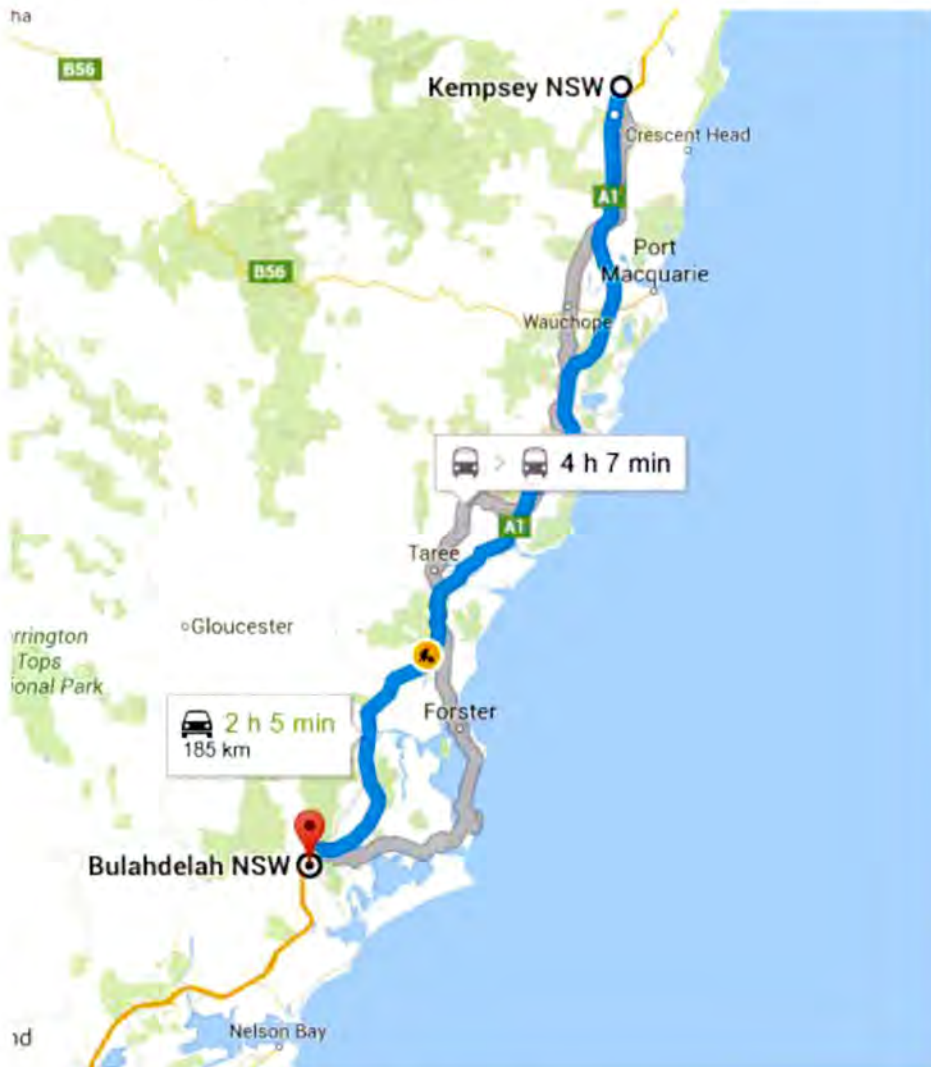 ha
B56
Kempsey NSW
Crescent Head
A1
Port
Macquarie
B56
Wauchope
4 h 7 min
A1
Taree
Gloucester
rrington
Tops
ional Park
Forster
2 h 5 min
185 km
Bulahdelah NSW
Nelson Bay
nd